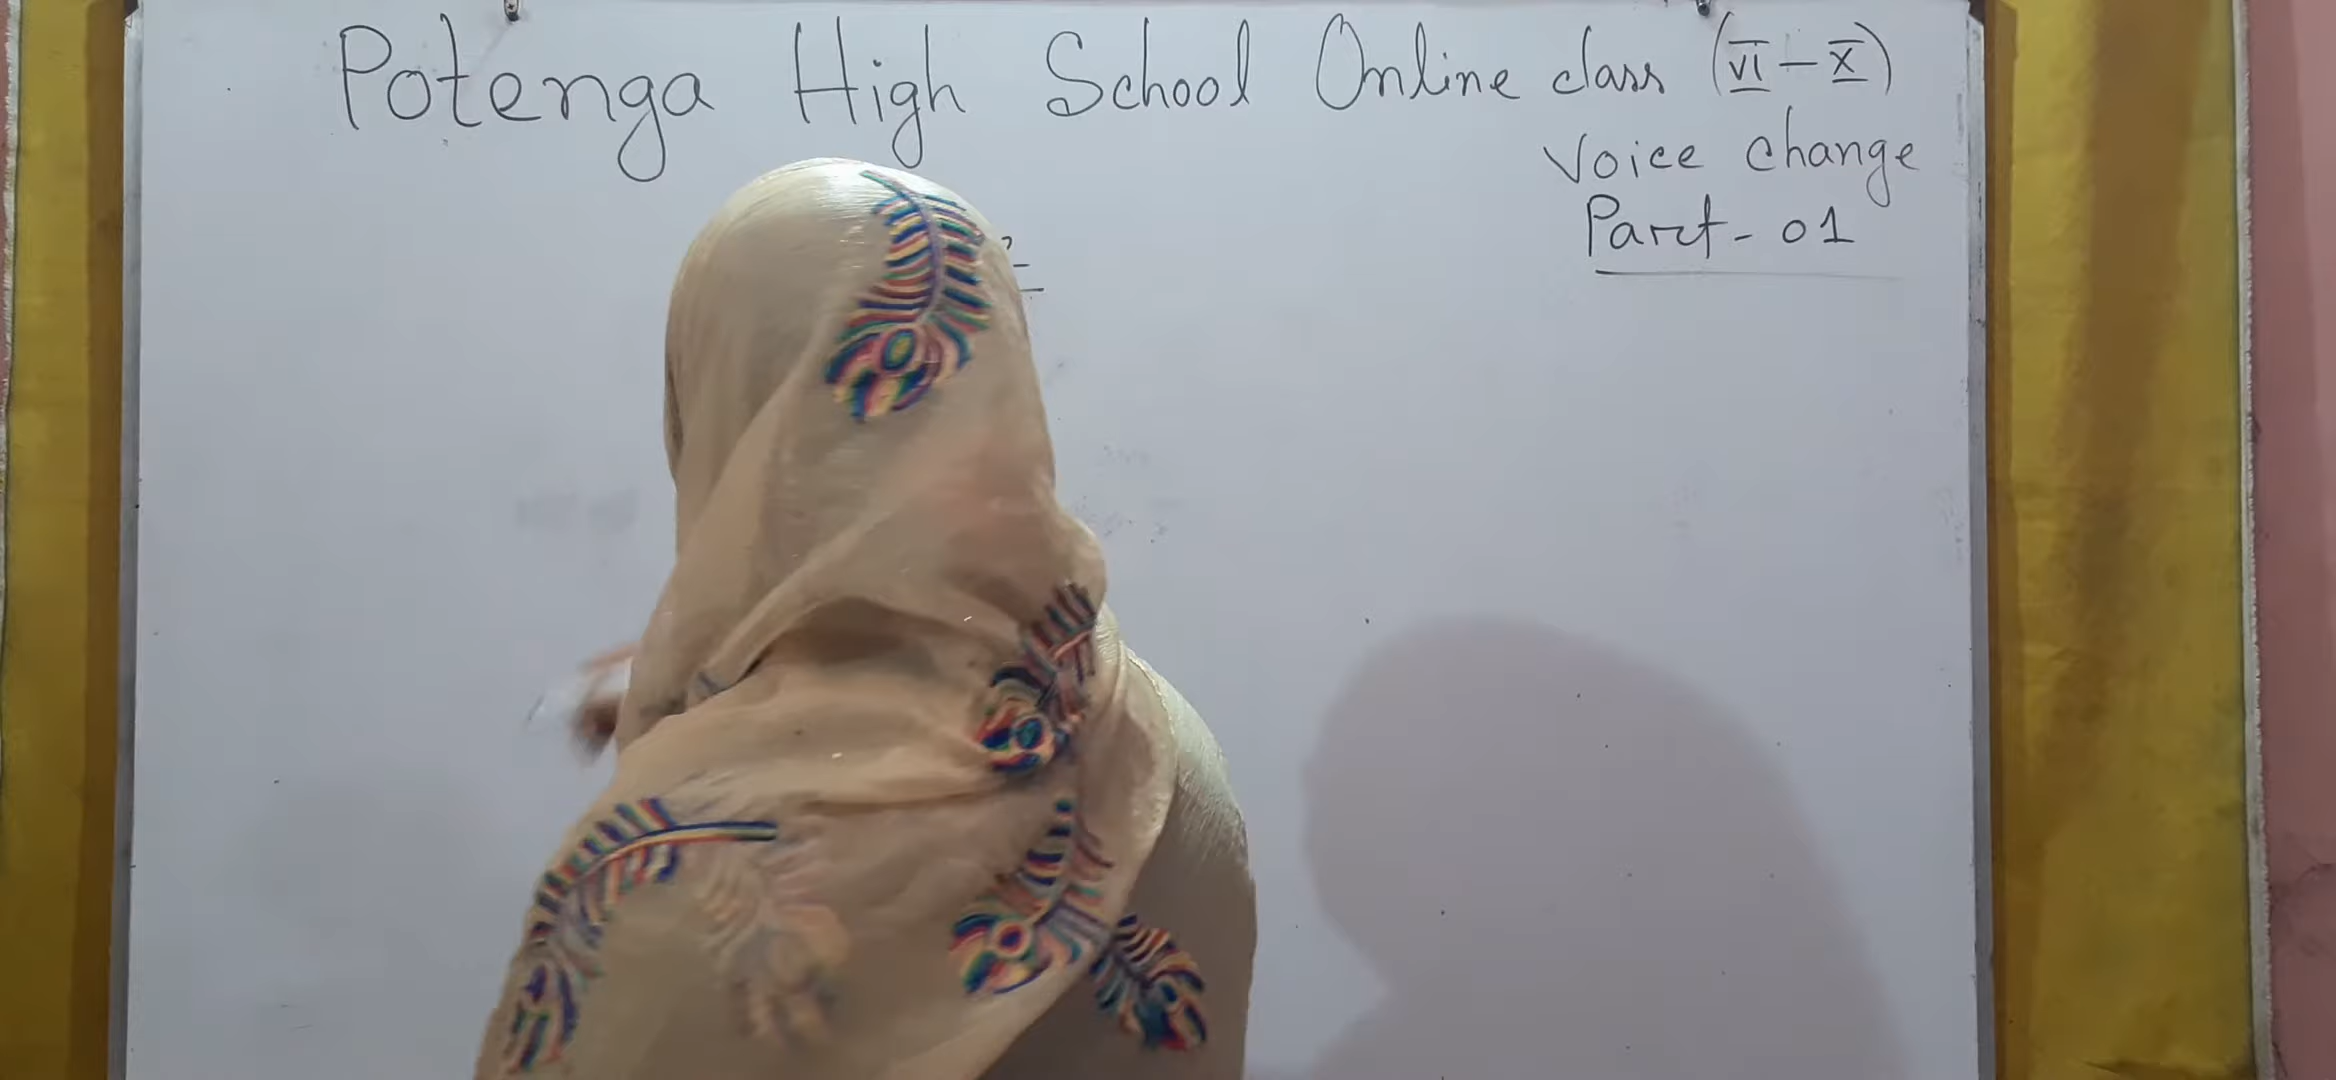 Potenga High School Online class (VI - X)
Voice change
Part - 01